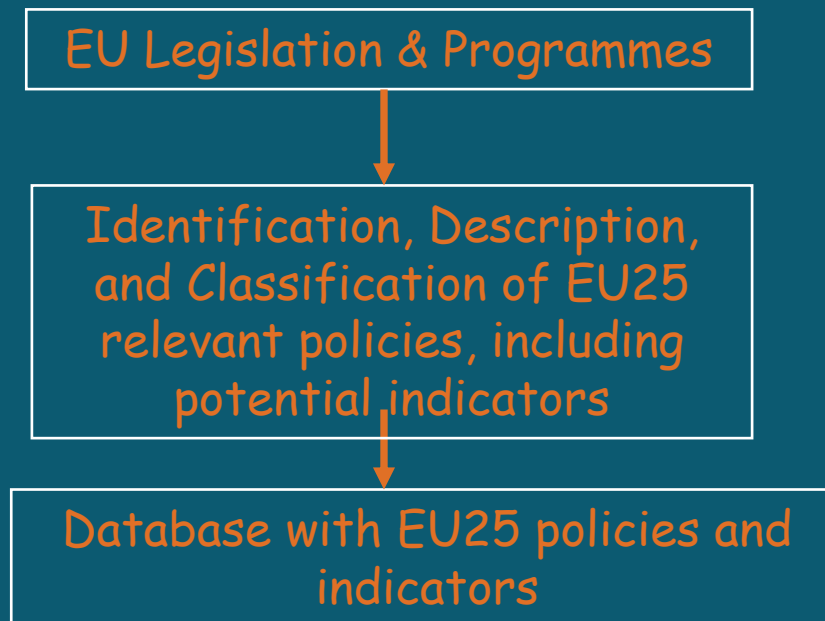 EU Legislation & Programmes
Identification, Description,
and Classification of EU25
relevant policies, including
potential indicators
Database with EU25 policies and
indicators